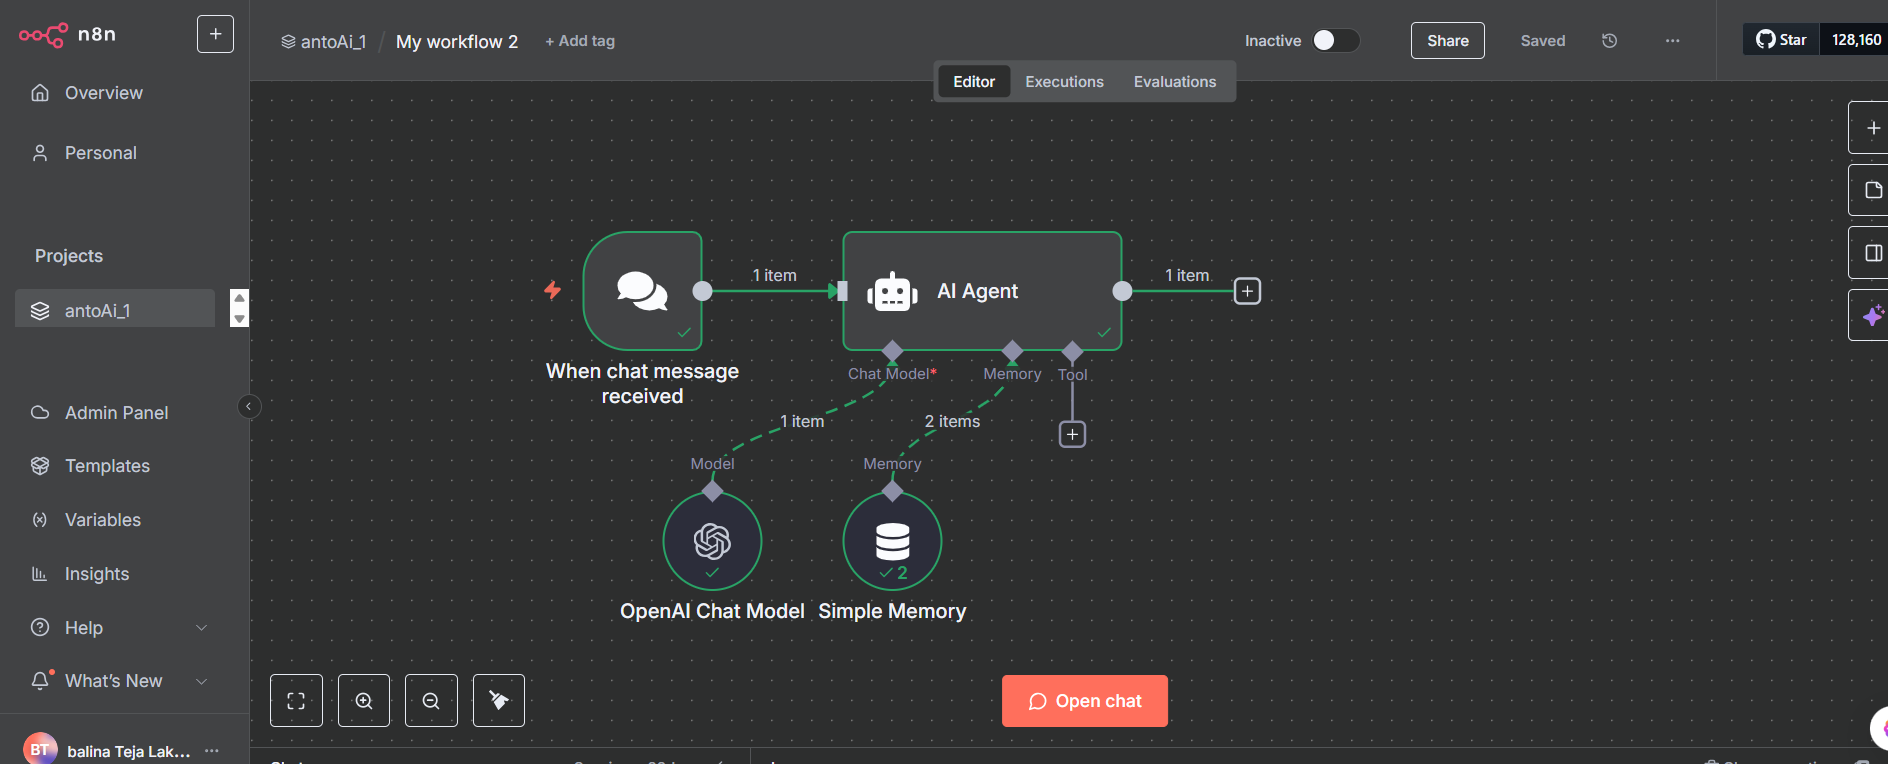 n8n
+
Overview
Personal
Projects
antoAi_1
Admin Panel
Templates
Variables
Insights
Help
What's New
BT
balina Teja Lak... ...
antoAi_1 / My workflow 2 + Add tag
Inactive
Share
Saved
...
Star 128,160
Editor Executions Evaluations
1 item
AI Agent
1 item
When chat message
received
Chat Model*
Memory
Tool
1 item
2 items
Model
Memory
2
OpenAI Chat Model
Simple Memory
Open chat